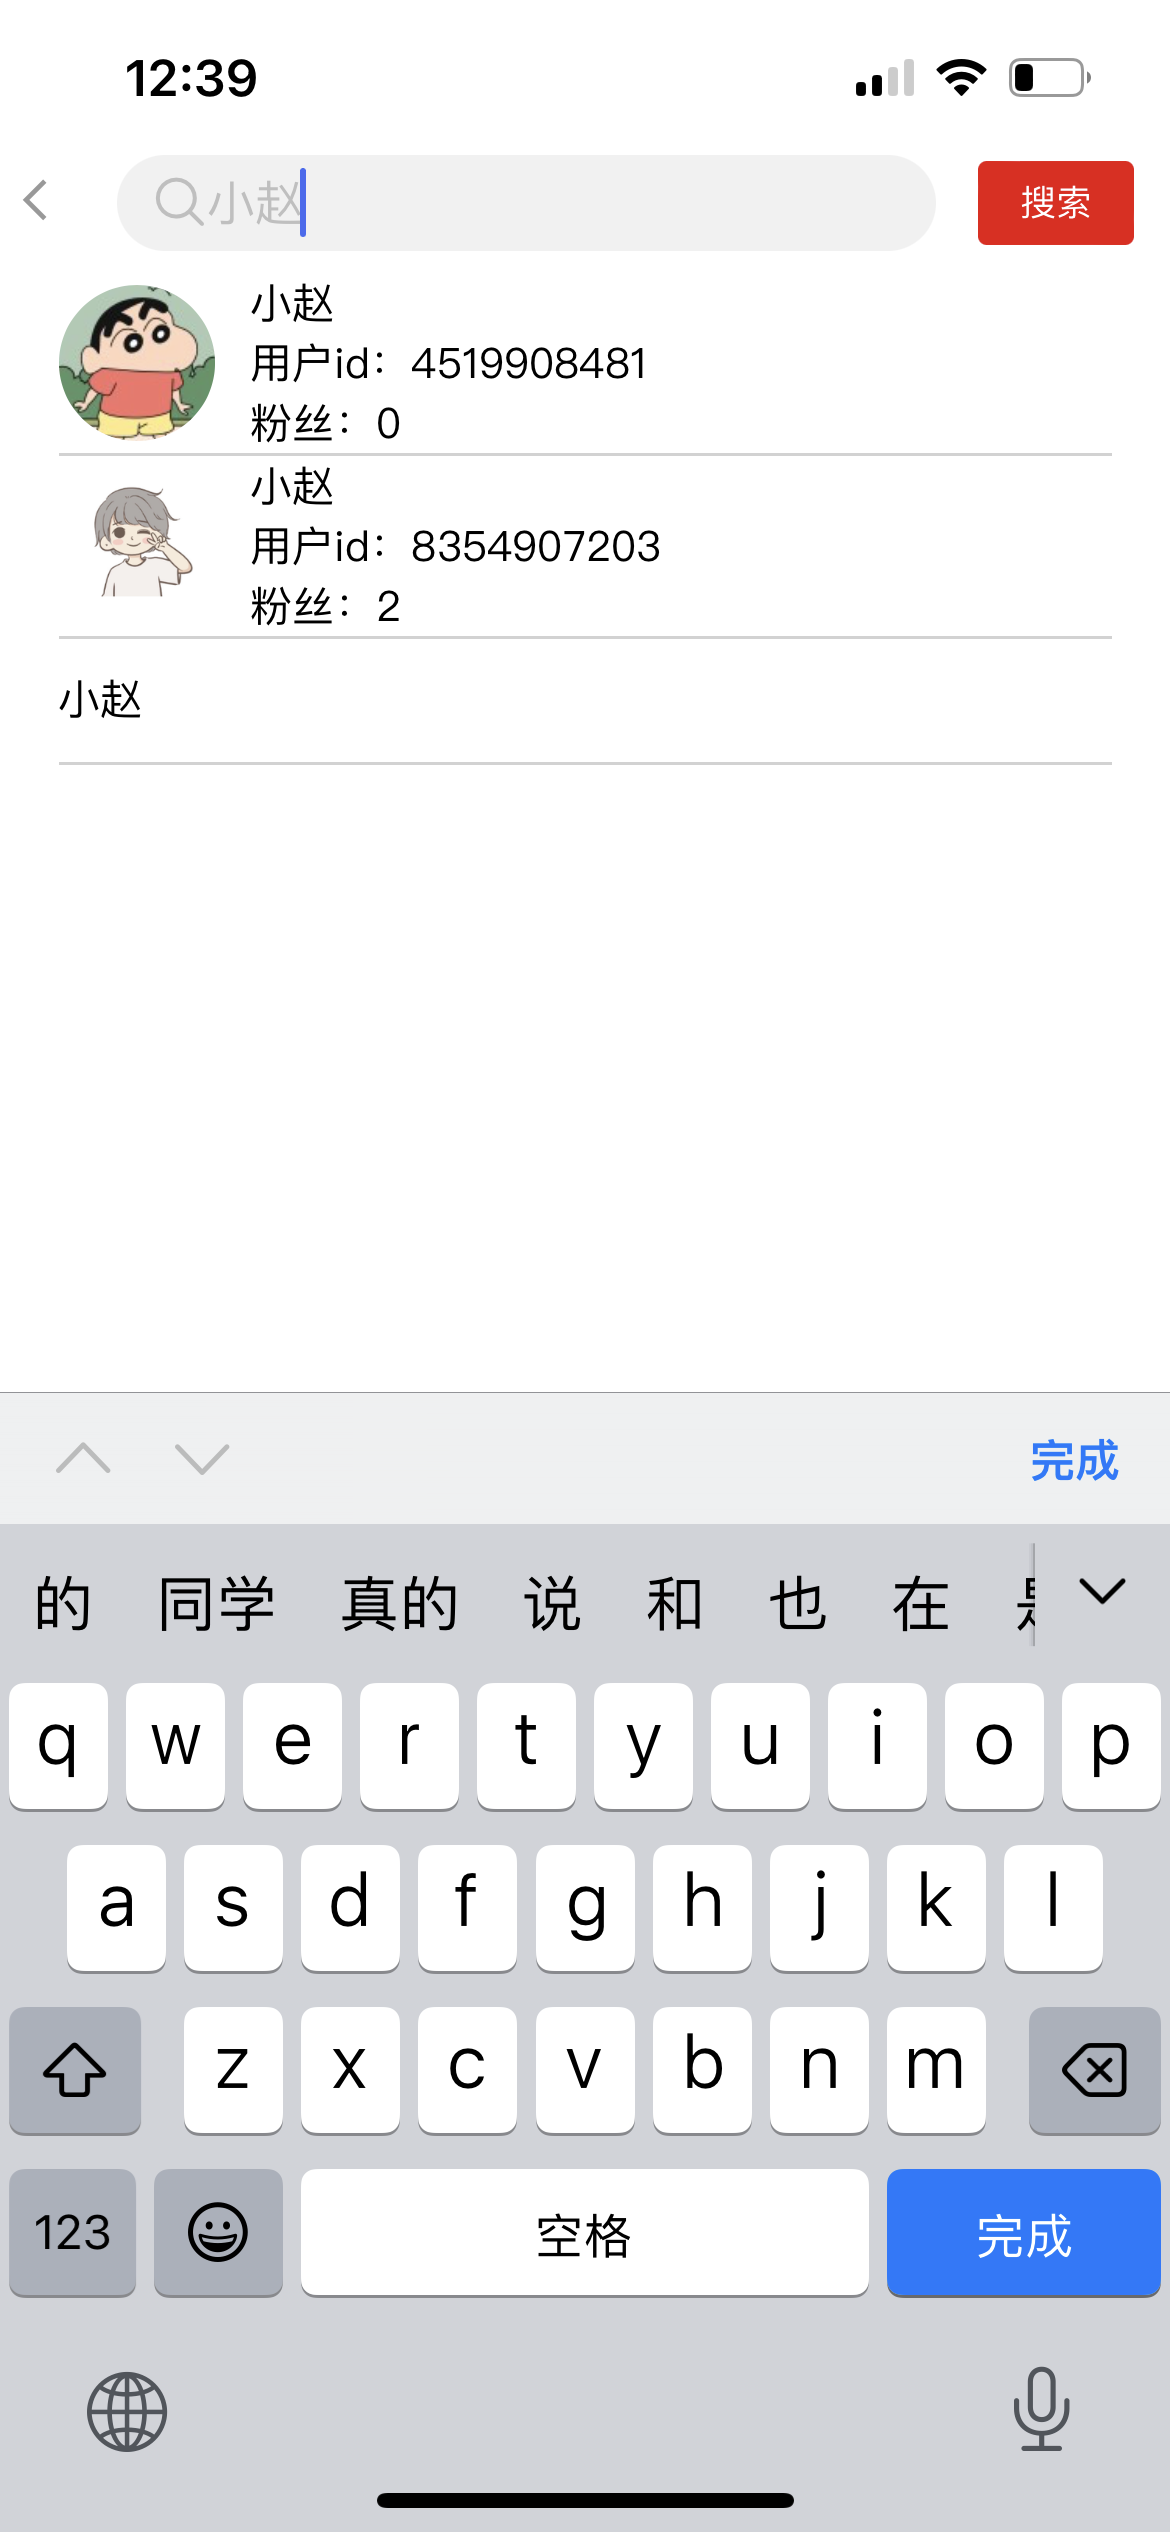 12:39
小赵
搜索
小赵
用户id：4519908481
粉丝：0
小赵
用户id：8354907203
粉丝：2
小赵
完成
的 同学 真的 说 和 也 在
q w e r t y u i o p
a s d f g h j k l
z x c v b n m
123 空格 完成